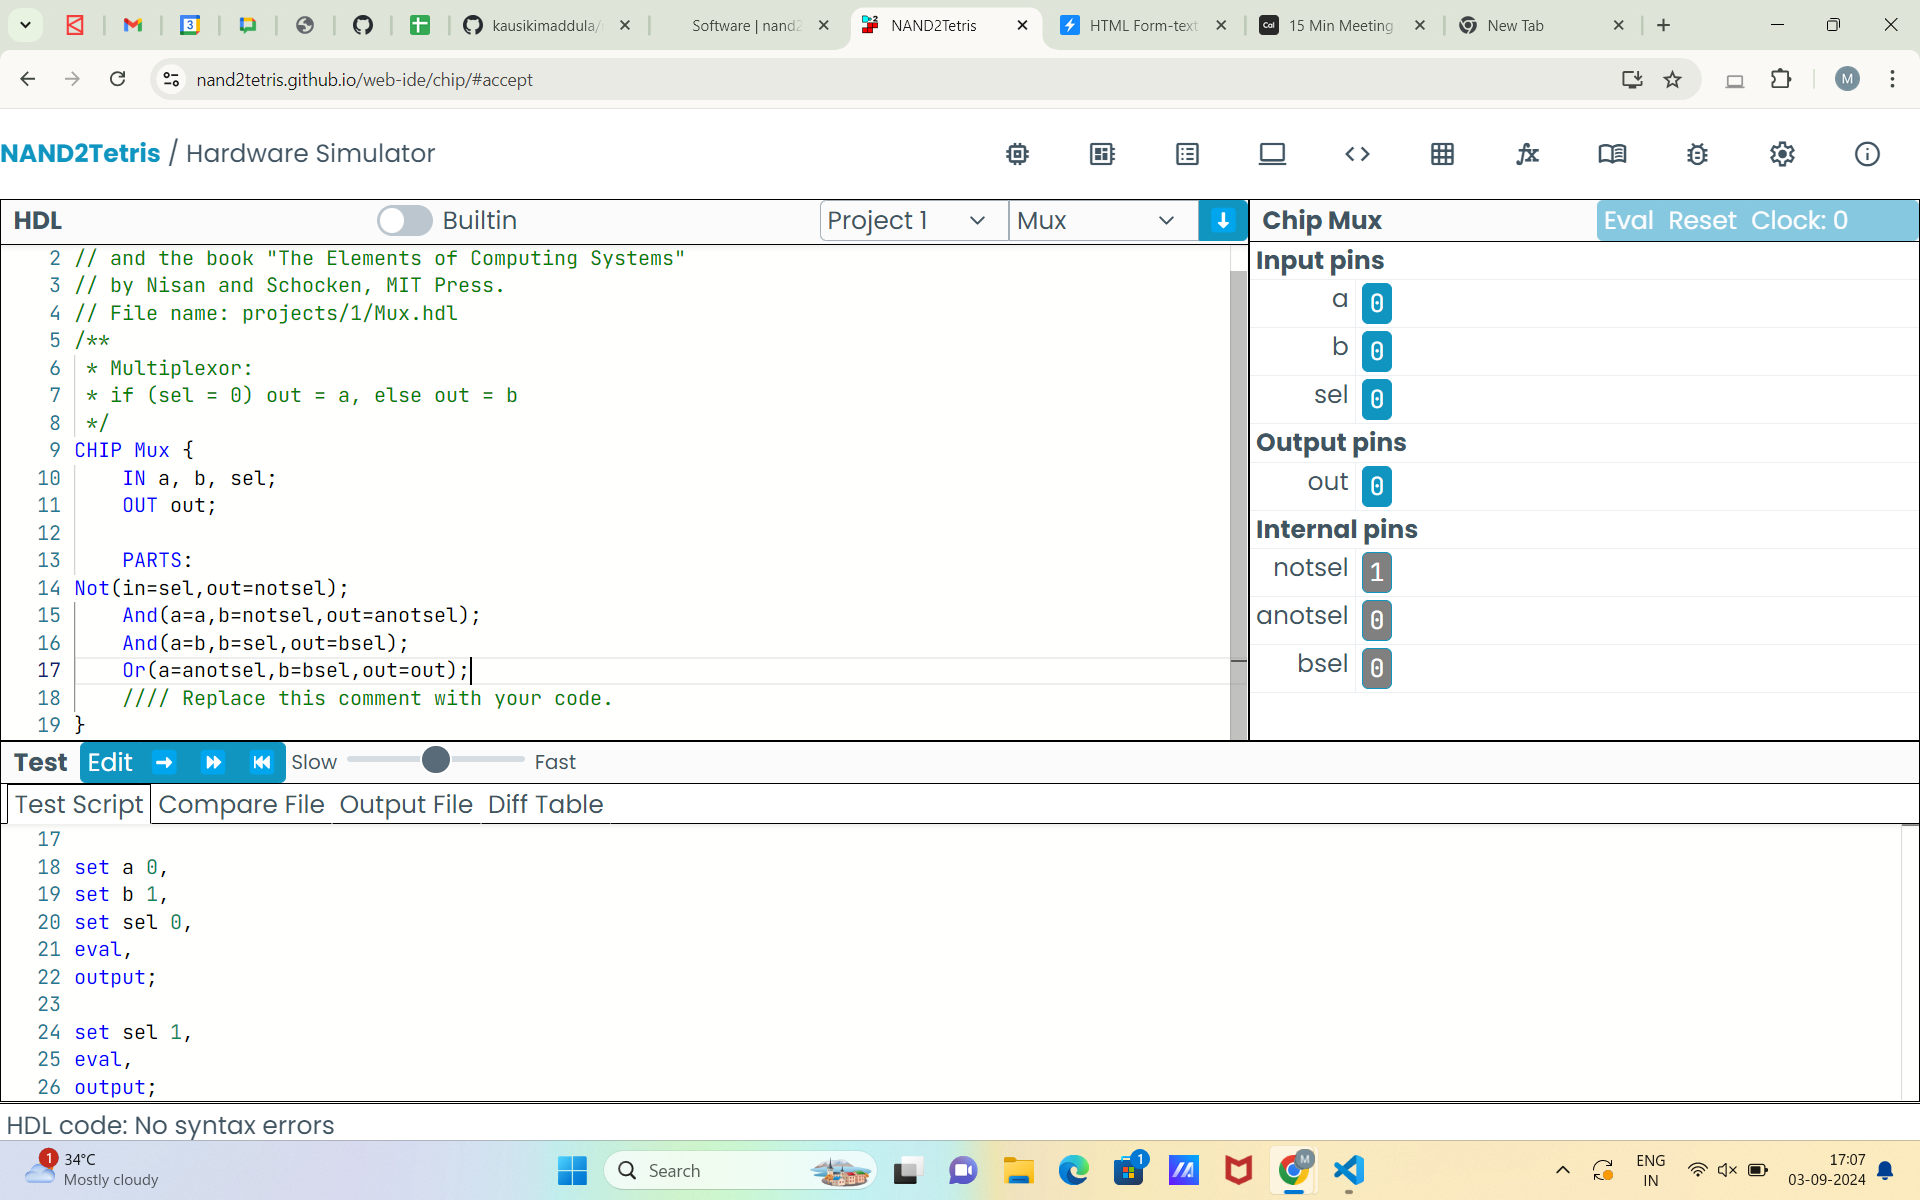 kausikimaddula/
Software | nand2
NAND2Tetris
HTML Form-text
Cal
15 Min Meeting
New Tab
nand2tetris.github.io/web-ide/chip/#accept
M
NAND2Tetris / Hardware Simulator
HDL
Builtin
Project 1
Mux
2 // and the book "The Elements of Computing Systems"
3 // by Nisan and Schocken, MIT Press.
4 // File name: projects/1/Mux.hdl
5 /**
6 * Multiplexor:
7 * if (sel = 0) out = a, else out = b
8 */
9 CHIP Mux {
10 IN a, b, sel;
11 OUT out;
12
13 PARTS:
14 Not(in=sel,out=notsel);
15 And(a=a,b=notsel,out=anotsel);
16 And(a=b,b=sel,out=bsel);
17 Or(a=anotsel,b=bsel,out=out);
18 //// Replace this comment with your code.
19 }
Chip Mux
Eval Reset Clock: 0
Input pins
a 0
b 0
sel 0
Output pins
out 0
Internal pins
notsel 1
anotsel 0
bsel 0
Test Edit Slow Fast
Test Script Compare File Output File Diff Table
17
18 set a 0,
19 set b 1,
20 set sel 0,
21 eval,
22 output;
23
24 set sel 1,
25 eval,
26 output;
HDL code: No syntax errors
1
34°C
Mostly cloudy
Search
1
M
ENG
IN
17:07
03-09-2024